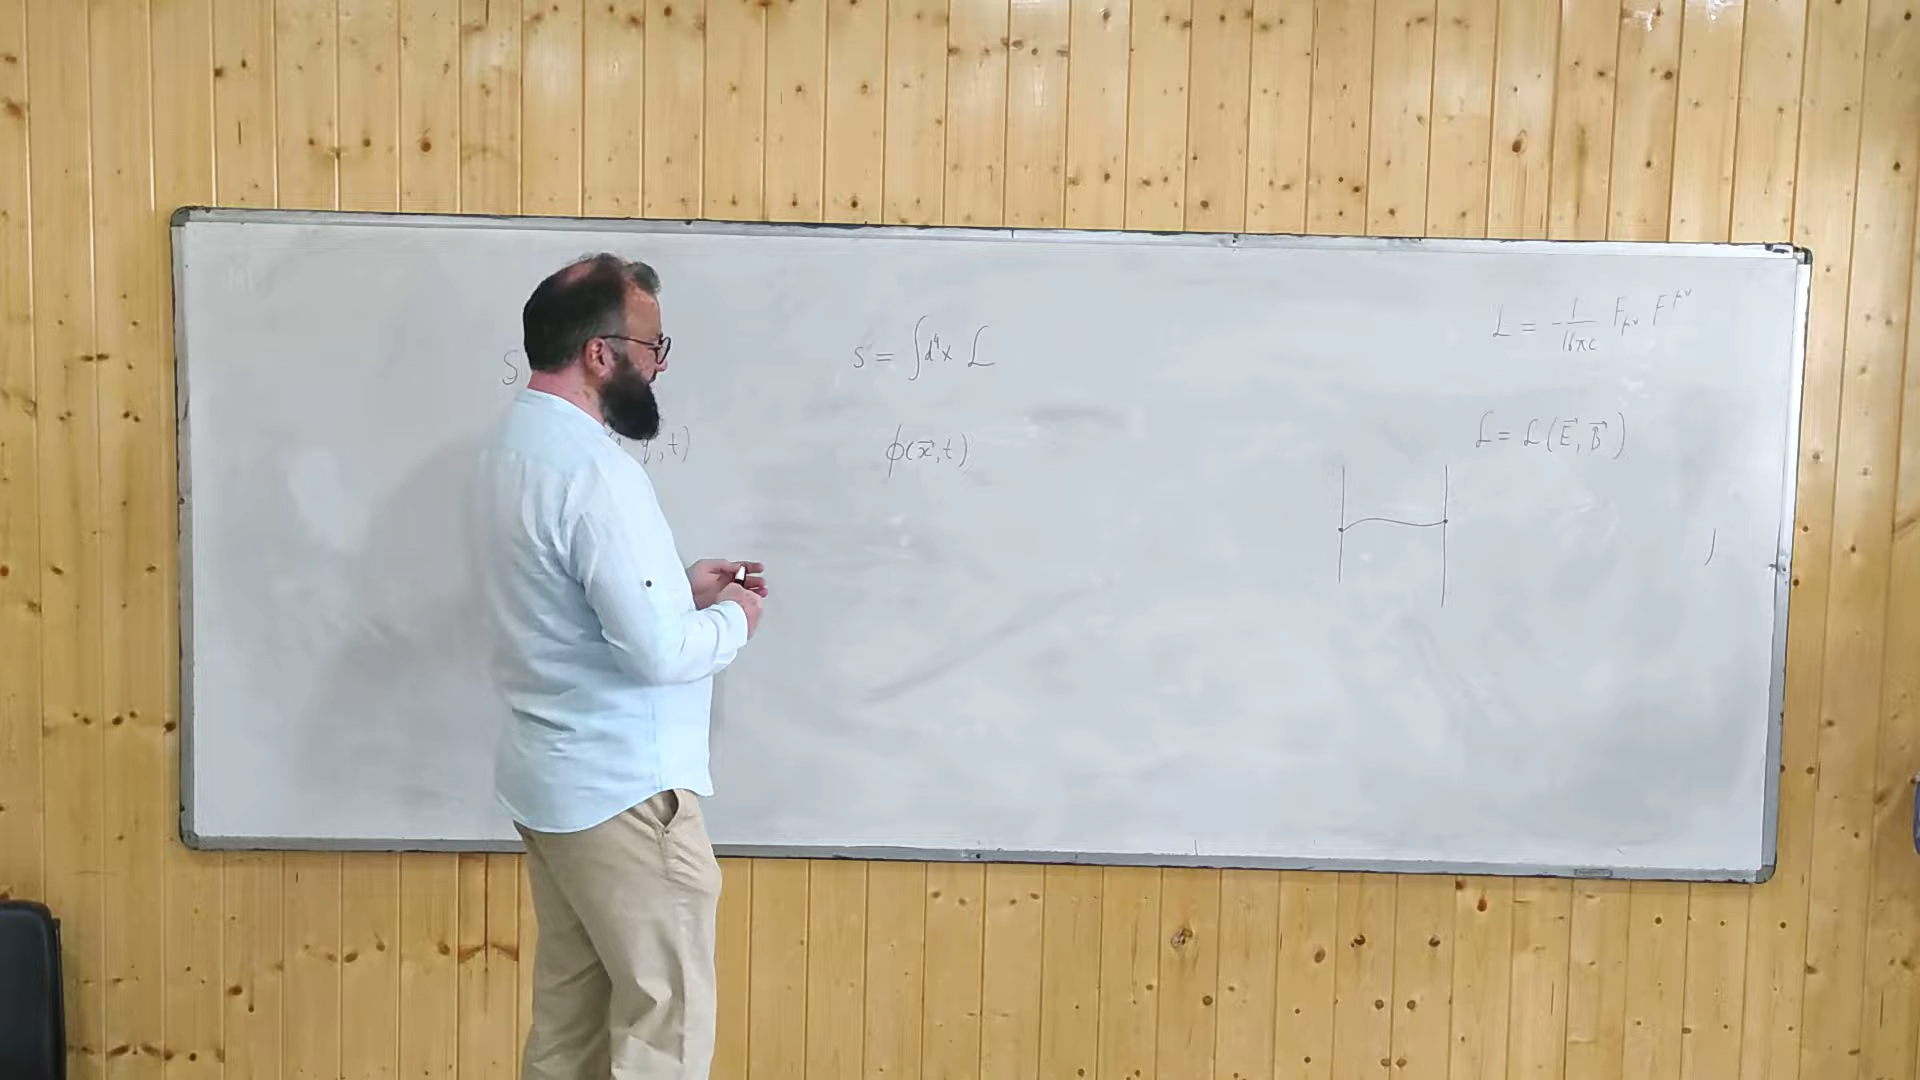 S
, t)
S = ∫d⁴x ℒ
ϕ(x⃗, t)
ℒ = -1/16πc F_μν F^μν
ℒ = ℒ(E⃗, B⃗)